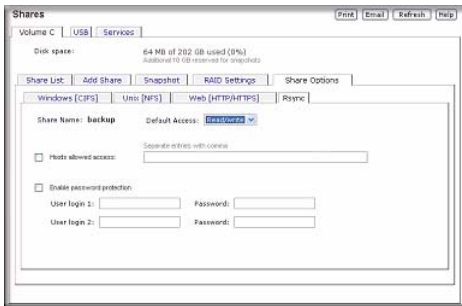 Shares
Print Email Refresh Help
Volume C USB Services
Disk space: 64 MB of 202 GB used (0%)
Additional 10 GB reserved for snapshots
Share List Add Share Snapshot RAID Settings Share Options
Windows [CIFS] Unix [NFS] Web [HTTP/HTTPS] Rsync
Share Name: backup Default Access: Read/write
Separate entries with comma
Hosts allowed access:
Enable password protection
User login 1: Password:
User login 2: Password: